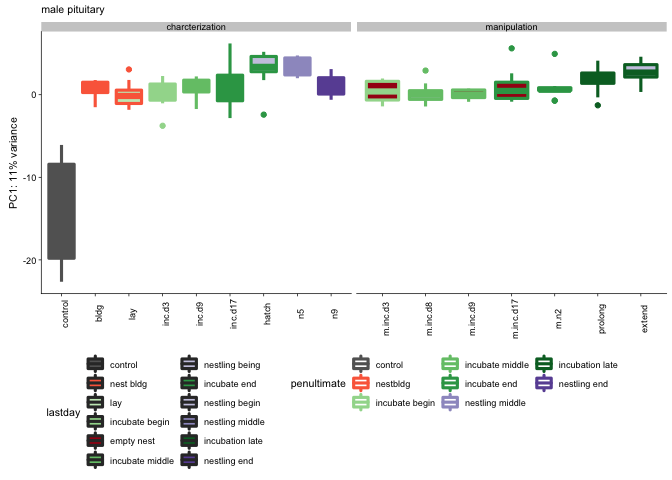 male pituitary
charcterization
manipulation
PC1: 11% variance
0
-10
-20
control
bldg
lay
inc.d3
inc.d9
inc.d17
hatch
n5
n9
m.inc.d3
m.inc.d8
m.inc.d9
m.inc.d17
m.n2
prolong
extend
lastday
control
nest bldg
lay
incubate begin
empty nest
incubate middle
nestling being
incubate end
nestling begin
nestling middle
incubation late
nestling end
penultimate
control
nestbldg
incubate begin
incubate middle
incubate end
nestling middle
incubation late
nestling end